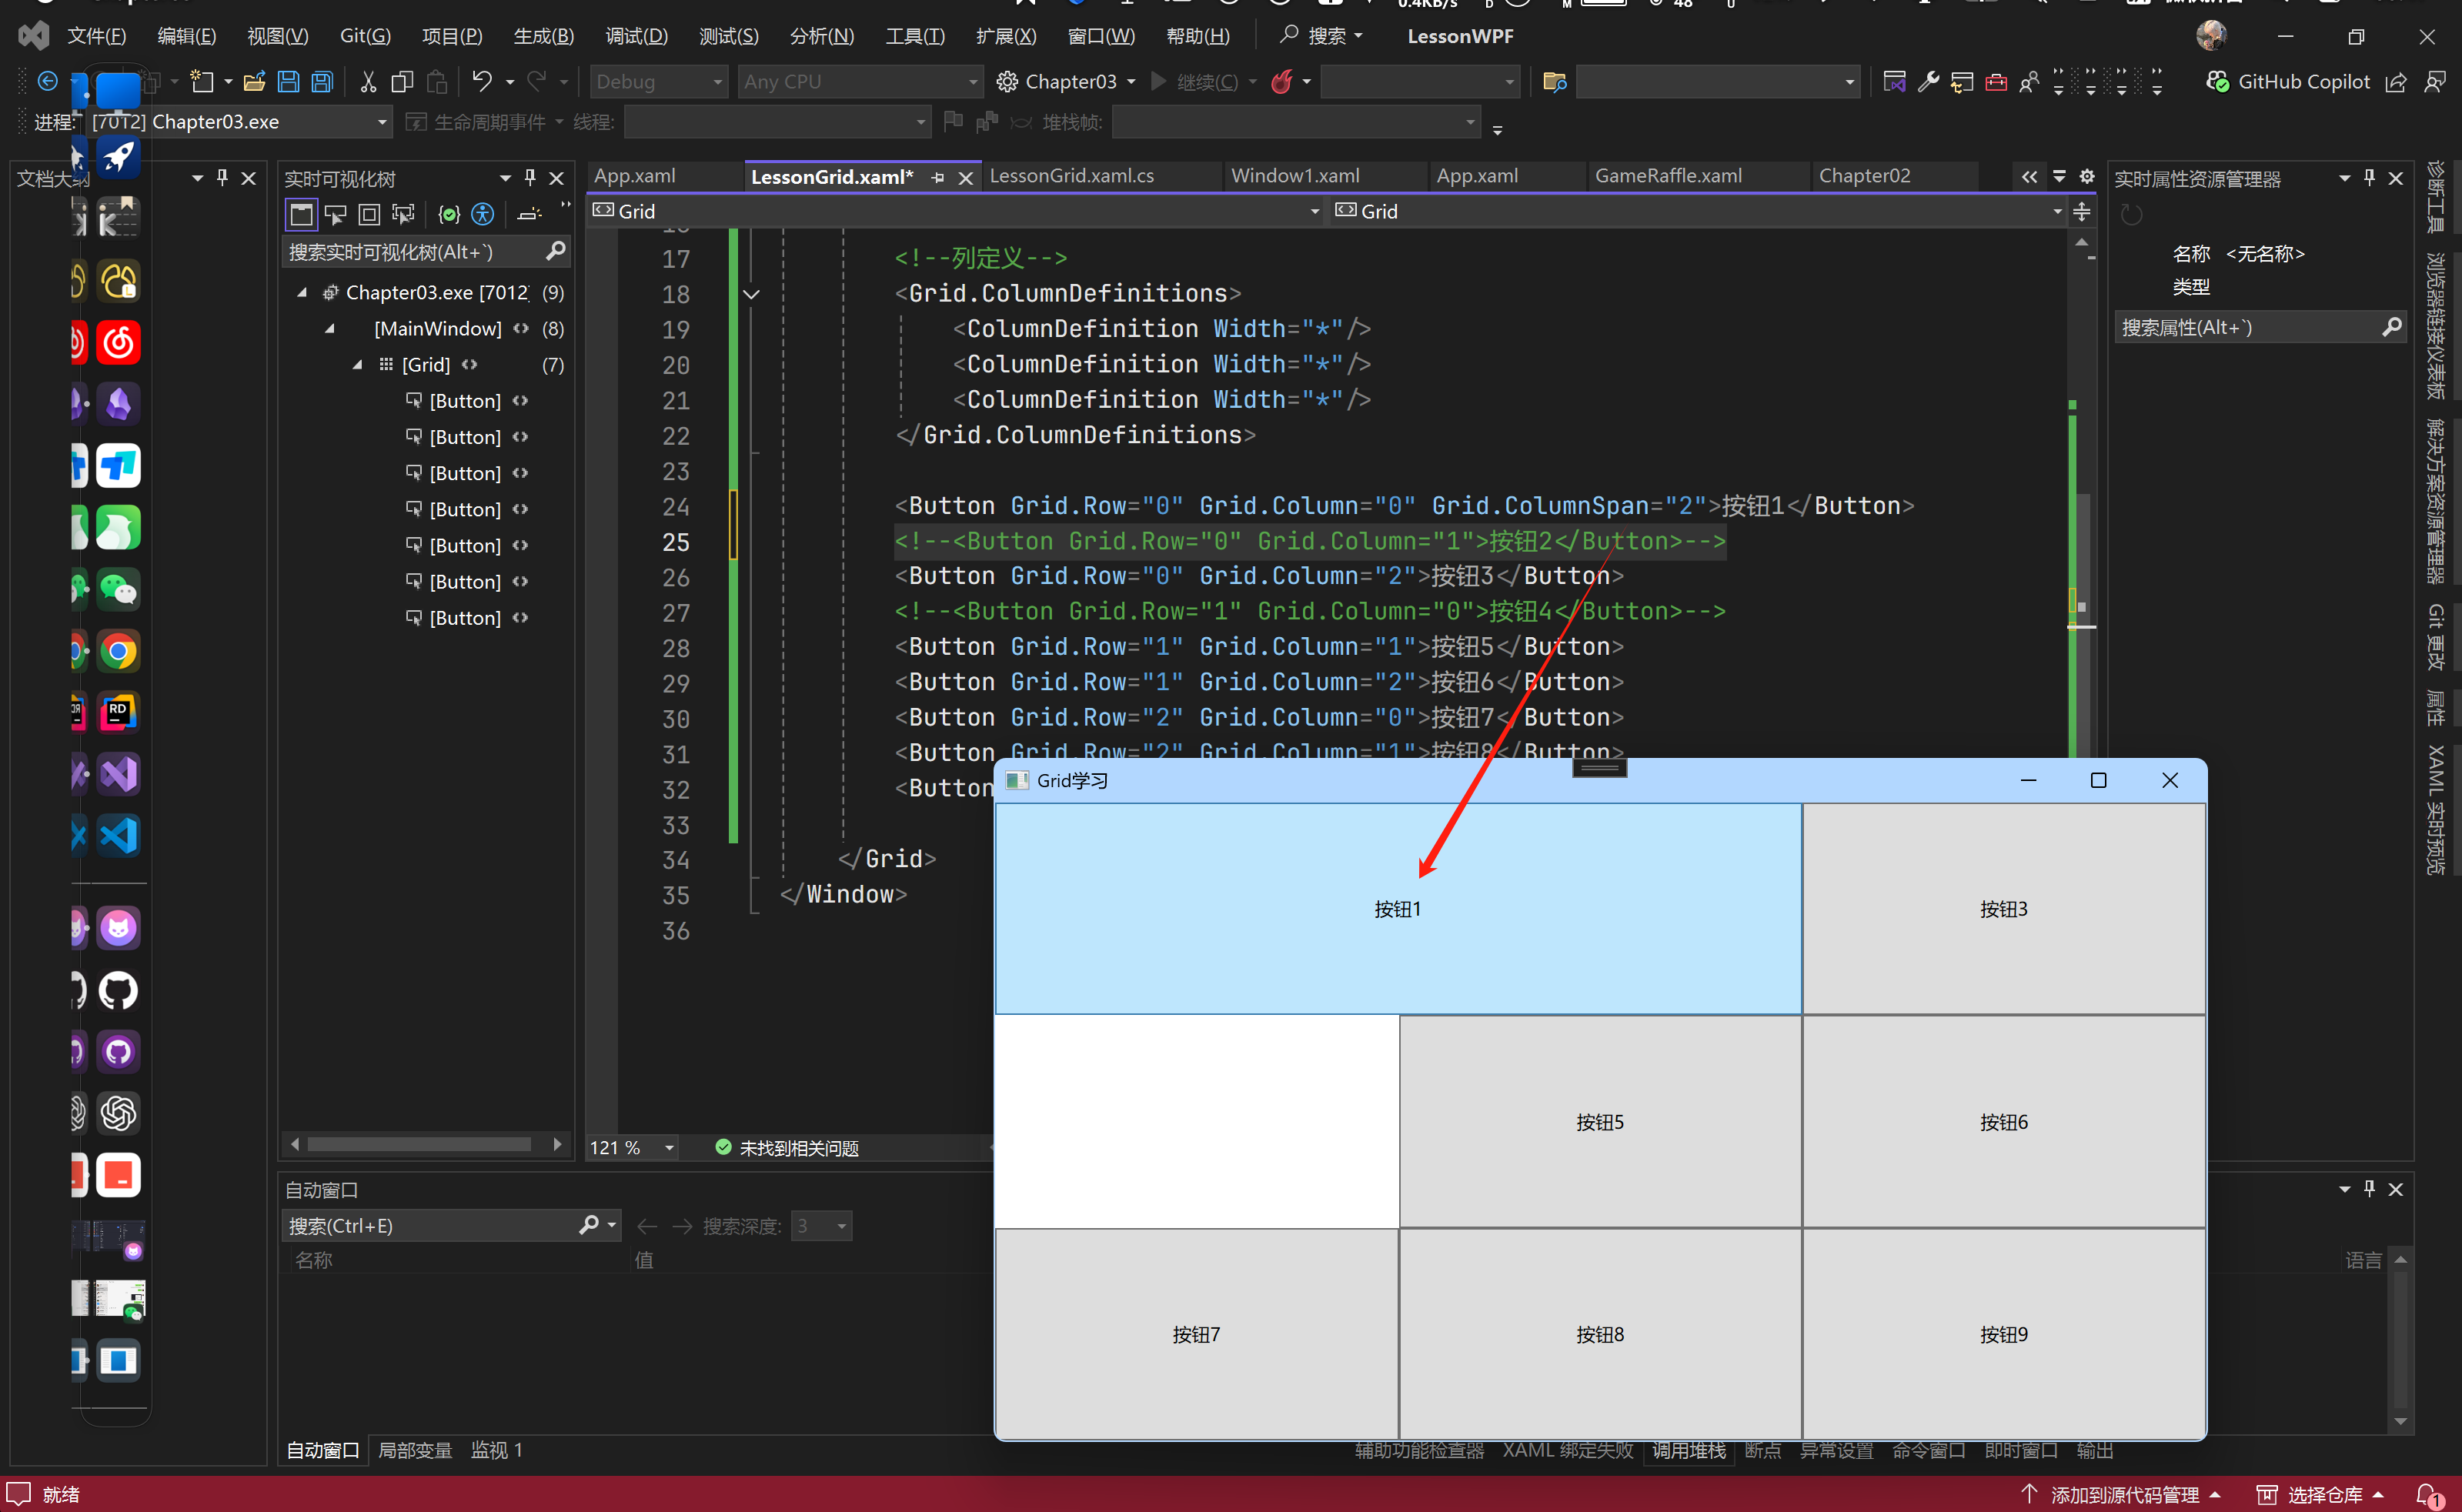 文件(F) 编辑(E) 视图(V) Git(G) 项目(P) 生成(B) 调试(D) 测试(S) 分析(N) 工具(T) 扩展(X) 窗口(W) 帮助(H) 搜索 LessonWPF
Debug Any CPU Chapter03 继续(C) GitHub Copilot
进程: [7012] Chapter03.exe 生命周期事件 线程: 堆栈帧:
文档大纲
实时可视化树
搜索实时可视化树(Alt+`)
Chapter03.exe [7012] (9)
[MainWindow] (8)
[Grid] (7)
[Button]
[Button]
[Button]
[Button]
[Button]
[Button]
[Button]
App.xaml LessonGrid.xaml* LessonGrid.xaml.cs Window1.xaml App.xaml GameRaffle.xaml Chapter02
Grid Grid
17 <!--列定义-->
18 <Grid.ColumnDefinitions>
19 <ColumnDefinition Width="*"/>
20 <ColumnDefinition Width="*"/>
21 <ColumnDefinition Width="*"/>
22 </Grid.ColumnDefinitions>
23
24 <Button Grid.Row="0" Grid.Column="0" Grid.ColumnSpan="2">按钮1</Button>
25 <!--<Button Grid.Row="0" Grid.Column="1">按钮2</Button>-->
26 <Button Grid.Row="0" Grid.Column="2">按钮3</Button>
27 <!--<Button Grid.Row="1" Grid.Column="0">按钮4</Button>-->
28 <Button Grid.Row="1" Grid.Column="1">按钮5</Button>
29 <Button Grid.Row="1" Grid.Column="2">按钮6</Button>
30 <Button Grid.Row="2" Grid.Column="0">按钮7</Button>
31 <Button Grid.Row="2" Grid.Column="1">按钮8</Button>
32 <Button
33
34 </Grid>
35 </Window>
36
121 % 未找到相关问题
Grid学习
按钮1 按钮3
按钮5 按钮6
按钮7 按钮8 按钮9
实时属性资源管理器
名称 <无名称>
类型
搜索属性(Alt+`)
诊断工具
浏览器链接仪表板
解决方案资源管理器
Git 更改
属性
XAML 实时预览
自动窗口
搜索(Ctrl+E) 搜索深度: 3
名称 值 语言
自动窗口 局部变量 监视 1
辅助功能检查器 XAML 绑定失败 调用堆栈 断点 异常设置 命令窗口 即时窗口 输出
就绪 添加到源代码管理 选择仓库 1